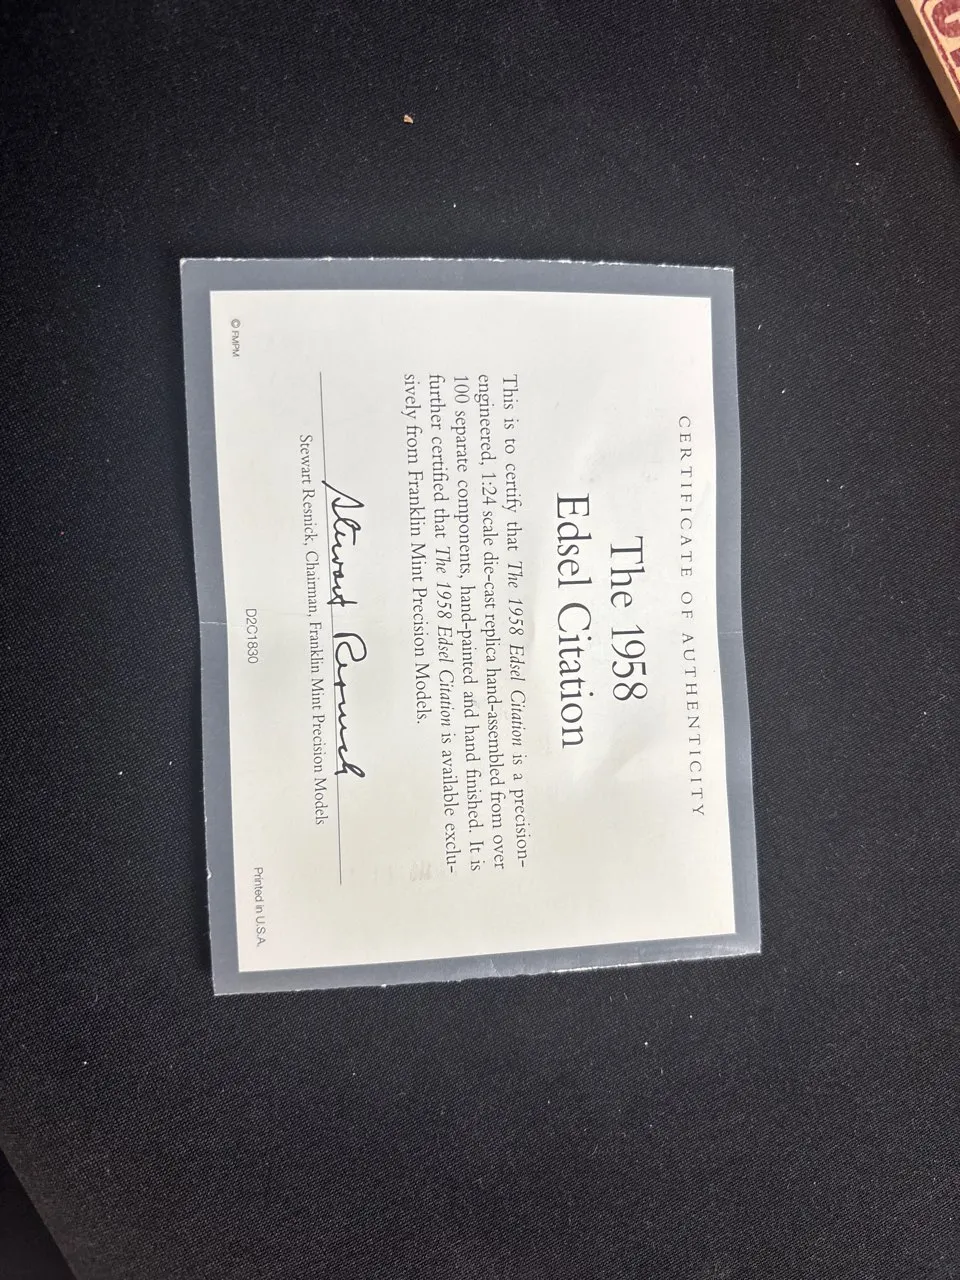 CERTIFICATE OF AUTHENTICITY
The 1958
Edsel Citation
This is to certify that The 1958 Edsel Citation is a precision-
engineered, 1:24 scale die-cast replica hand-assembled from over
100 separate components, hand-painted and hand finished. It is
further certified that The 1958 Edsel Citation is available exclu-
sively from Franklin Mint Precision Models.
Stewart Resnick
Stewart Resnick, Chairman, Franklin Mint Precision Models
© FMPM
D2C1830
Printed in U.S.A.